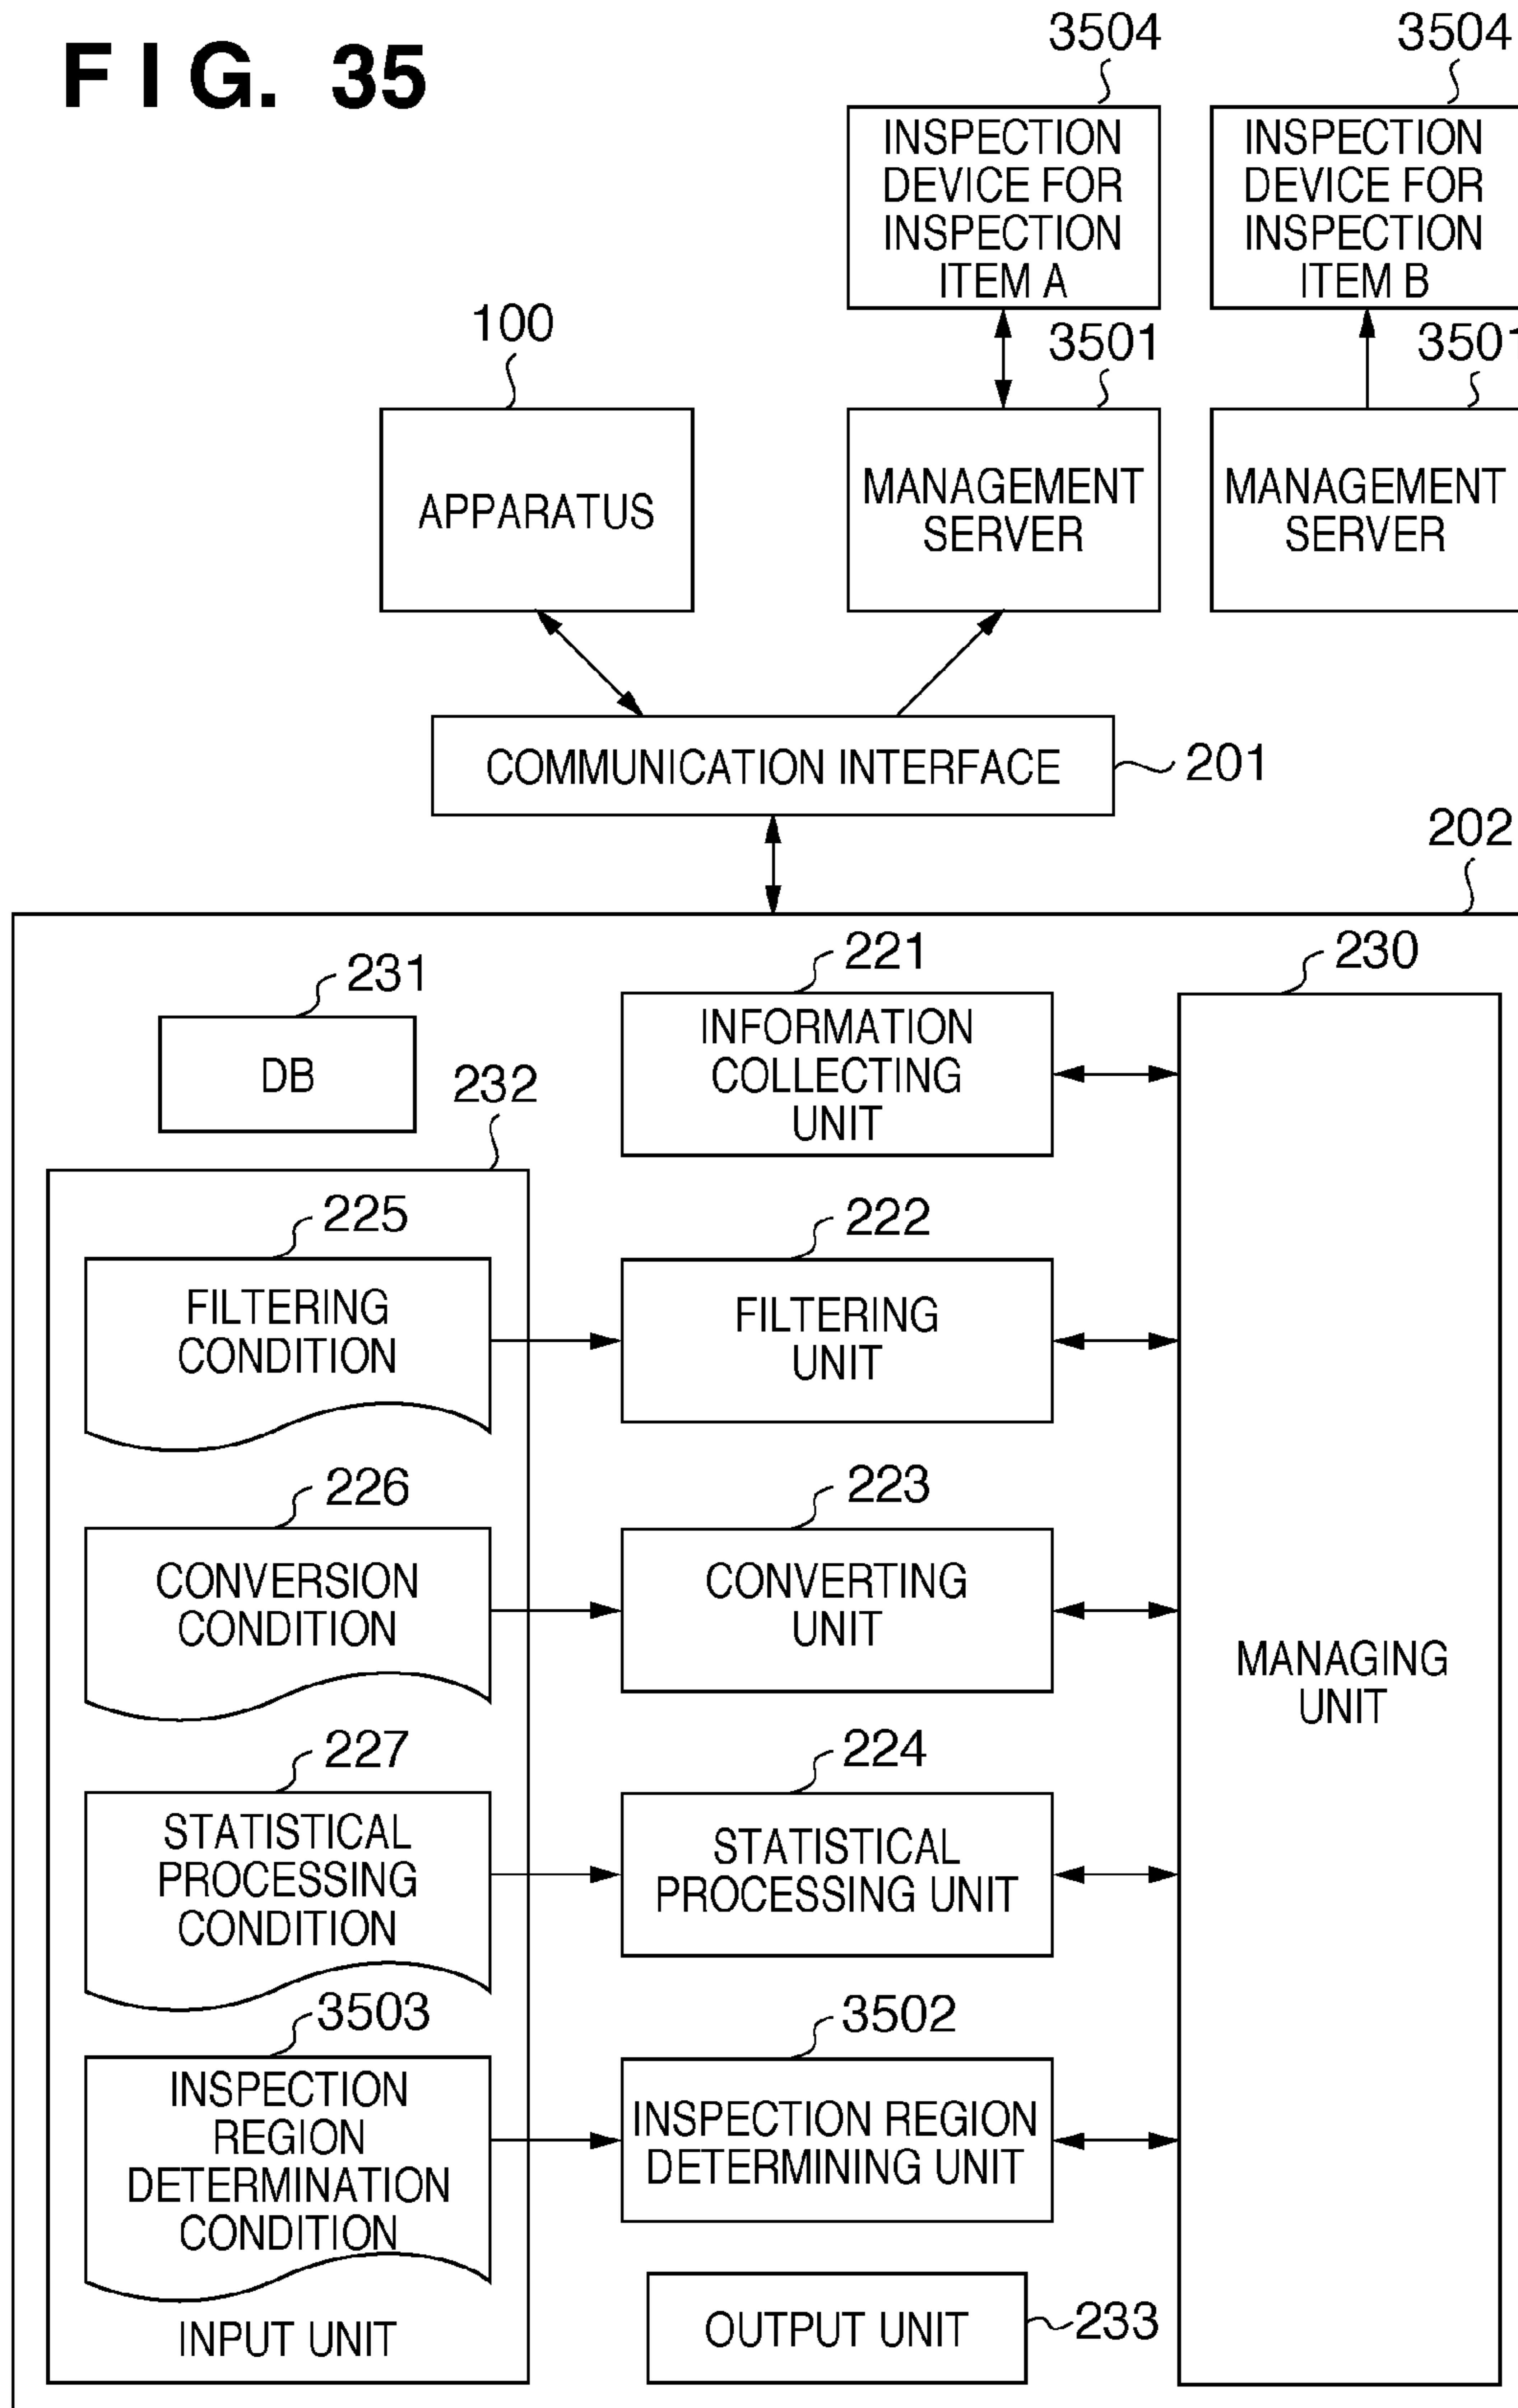 FIG. 35
3504
3504
INSPECTION
DEVICE FOR
INSPECTION
ITEM A
INSPECTION
DEVICE FOR
INSPECTION
ITEM B
100
3501
3501
APPARATUS
MANAGEMENT
SERVER
MANAGEMENT
SERVER
COMMUNICATION INTERFACE
201
202
231
221
230
DB
INFORMATION
COLLECTING
UNIT
232
225
222
FILTERING
CONDITION
FILTERING
UNIT
226
223
CONVERSION
CONDITION
CONVERTING
UNIT
MANAGING
UNIT
227
224
STATISTICAL
PROCESSING
CONDITION
STATISTICAL
PROCESSING UNIT
3503
3502
INSPECTION
REGION
DETERMINATION
CONDITION
INSPECTION REGION
DETERMINING UNIT
INPUT UNIT
OUTPUT UNIT
233